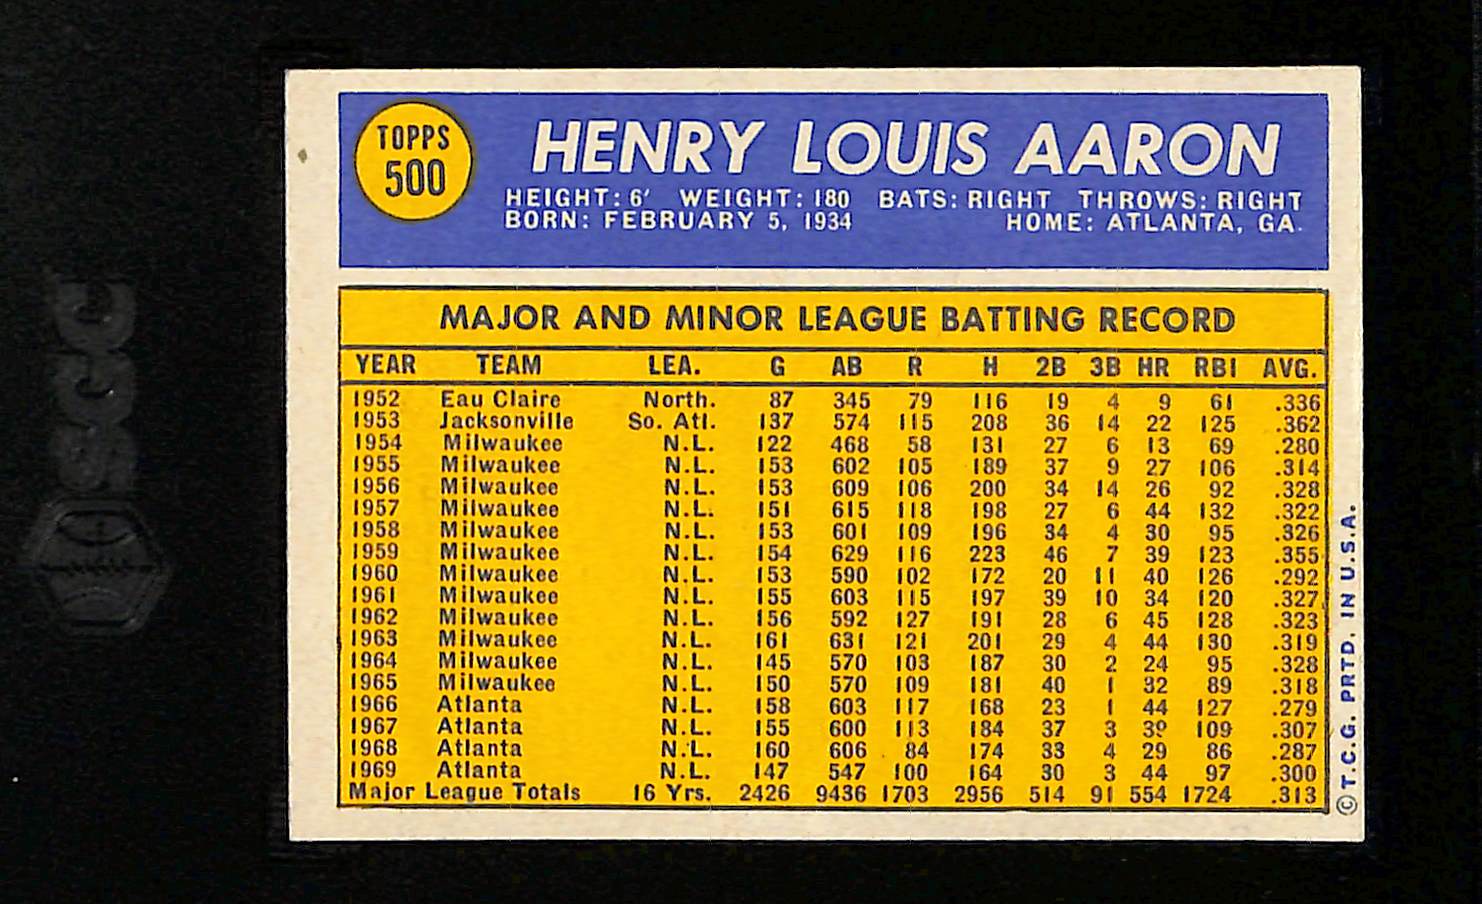 TOPPS
500
HENRY LOUIS AARON
HEIGHT: 6' WEIGHT: 180 BATS: RIGHT THROWS: RIGHT
BORN: FEBRUARY 5, 1934 HOME: ATLANTA, GA.
MAJOR AND MINOR LEAGUE BATTING RECORD
YEAR TEAM LEA. G AB R H 2B 3B HR RBI AVG.
1952 Eau Claire North. 87 345 79 116 19 4 9 61 .336
1953 Jacksonville So. Atl. 137 574 115 208 36 14 22 125 .362
1954 Milwaukee N.L. 122 468 58 131 27 6 13 69 .280
1955 Milwaukee N.L. 153 602 105 189 37 9 27 106 .314
1956 Milwaukee N.L. 153 609 106 200 34 14 26 92 .328
1957 Milwaukee N.L. 151 615 118 198 27 6 44 132 .322
1958 Milwaukee N.L. 153 601 109 196 34 4 30 95 .326
1959 Milwaukee N.L. 154 629 116 223 46 7 39 123 .355
1960 Milwaukee N.L. 153 590 102 172 20 11 40 126 .292
1961 Milwaukee N.L. 155 603 115 197 39 10 34 120 .327
1962 Milwaukee N.L. 156 592 127 191 28 6 45 128 .323
1963 Milwaukee N.L. 161 631 121 201 29 4 44 130 .319
1964 Milwaukee N.L. 145 570 103 187 30 2 24 95 .328
1965 Milwaukee N.L. 150 570 109 181 40 1 32 89 .318
1966 Atlanta N.L. 158 603 117 168 23 1 44 127 .279
1967 Atlanta N.L. 155 600 113 184 37 3 39 109 .307
1968 Atlanta N.L. 160 606 84 174 33 4 29 86 .287
1969 Atlanta N.L. 147 547 100 164 30 3 44 97 .300
Major League Totals 16 Yrs. 2426 9436 1703 2956 514 91 554 1724 .313
© T.C.G. PRTD. IN U.S.A.
SGC